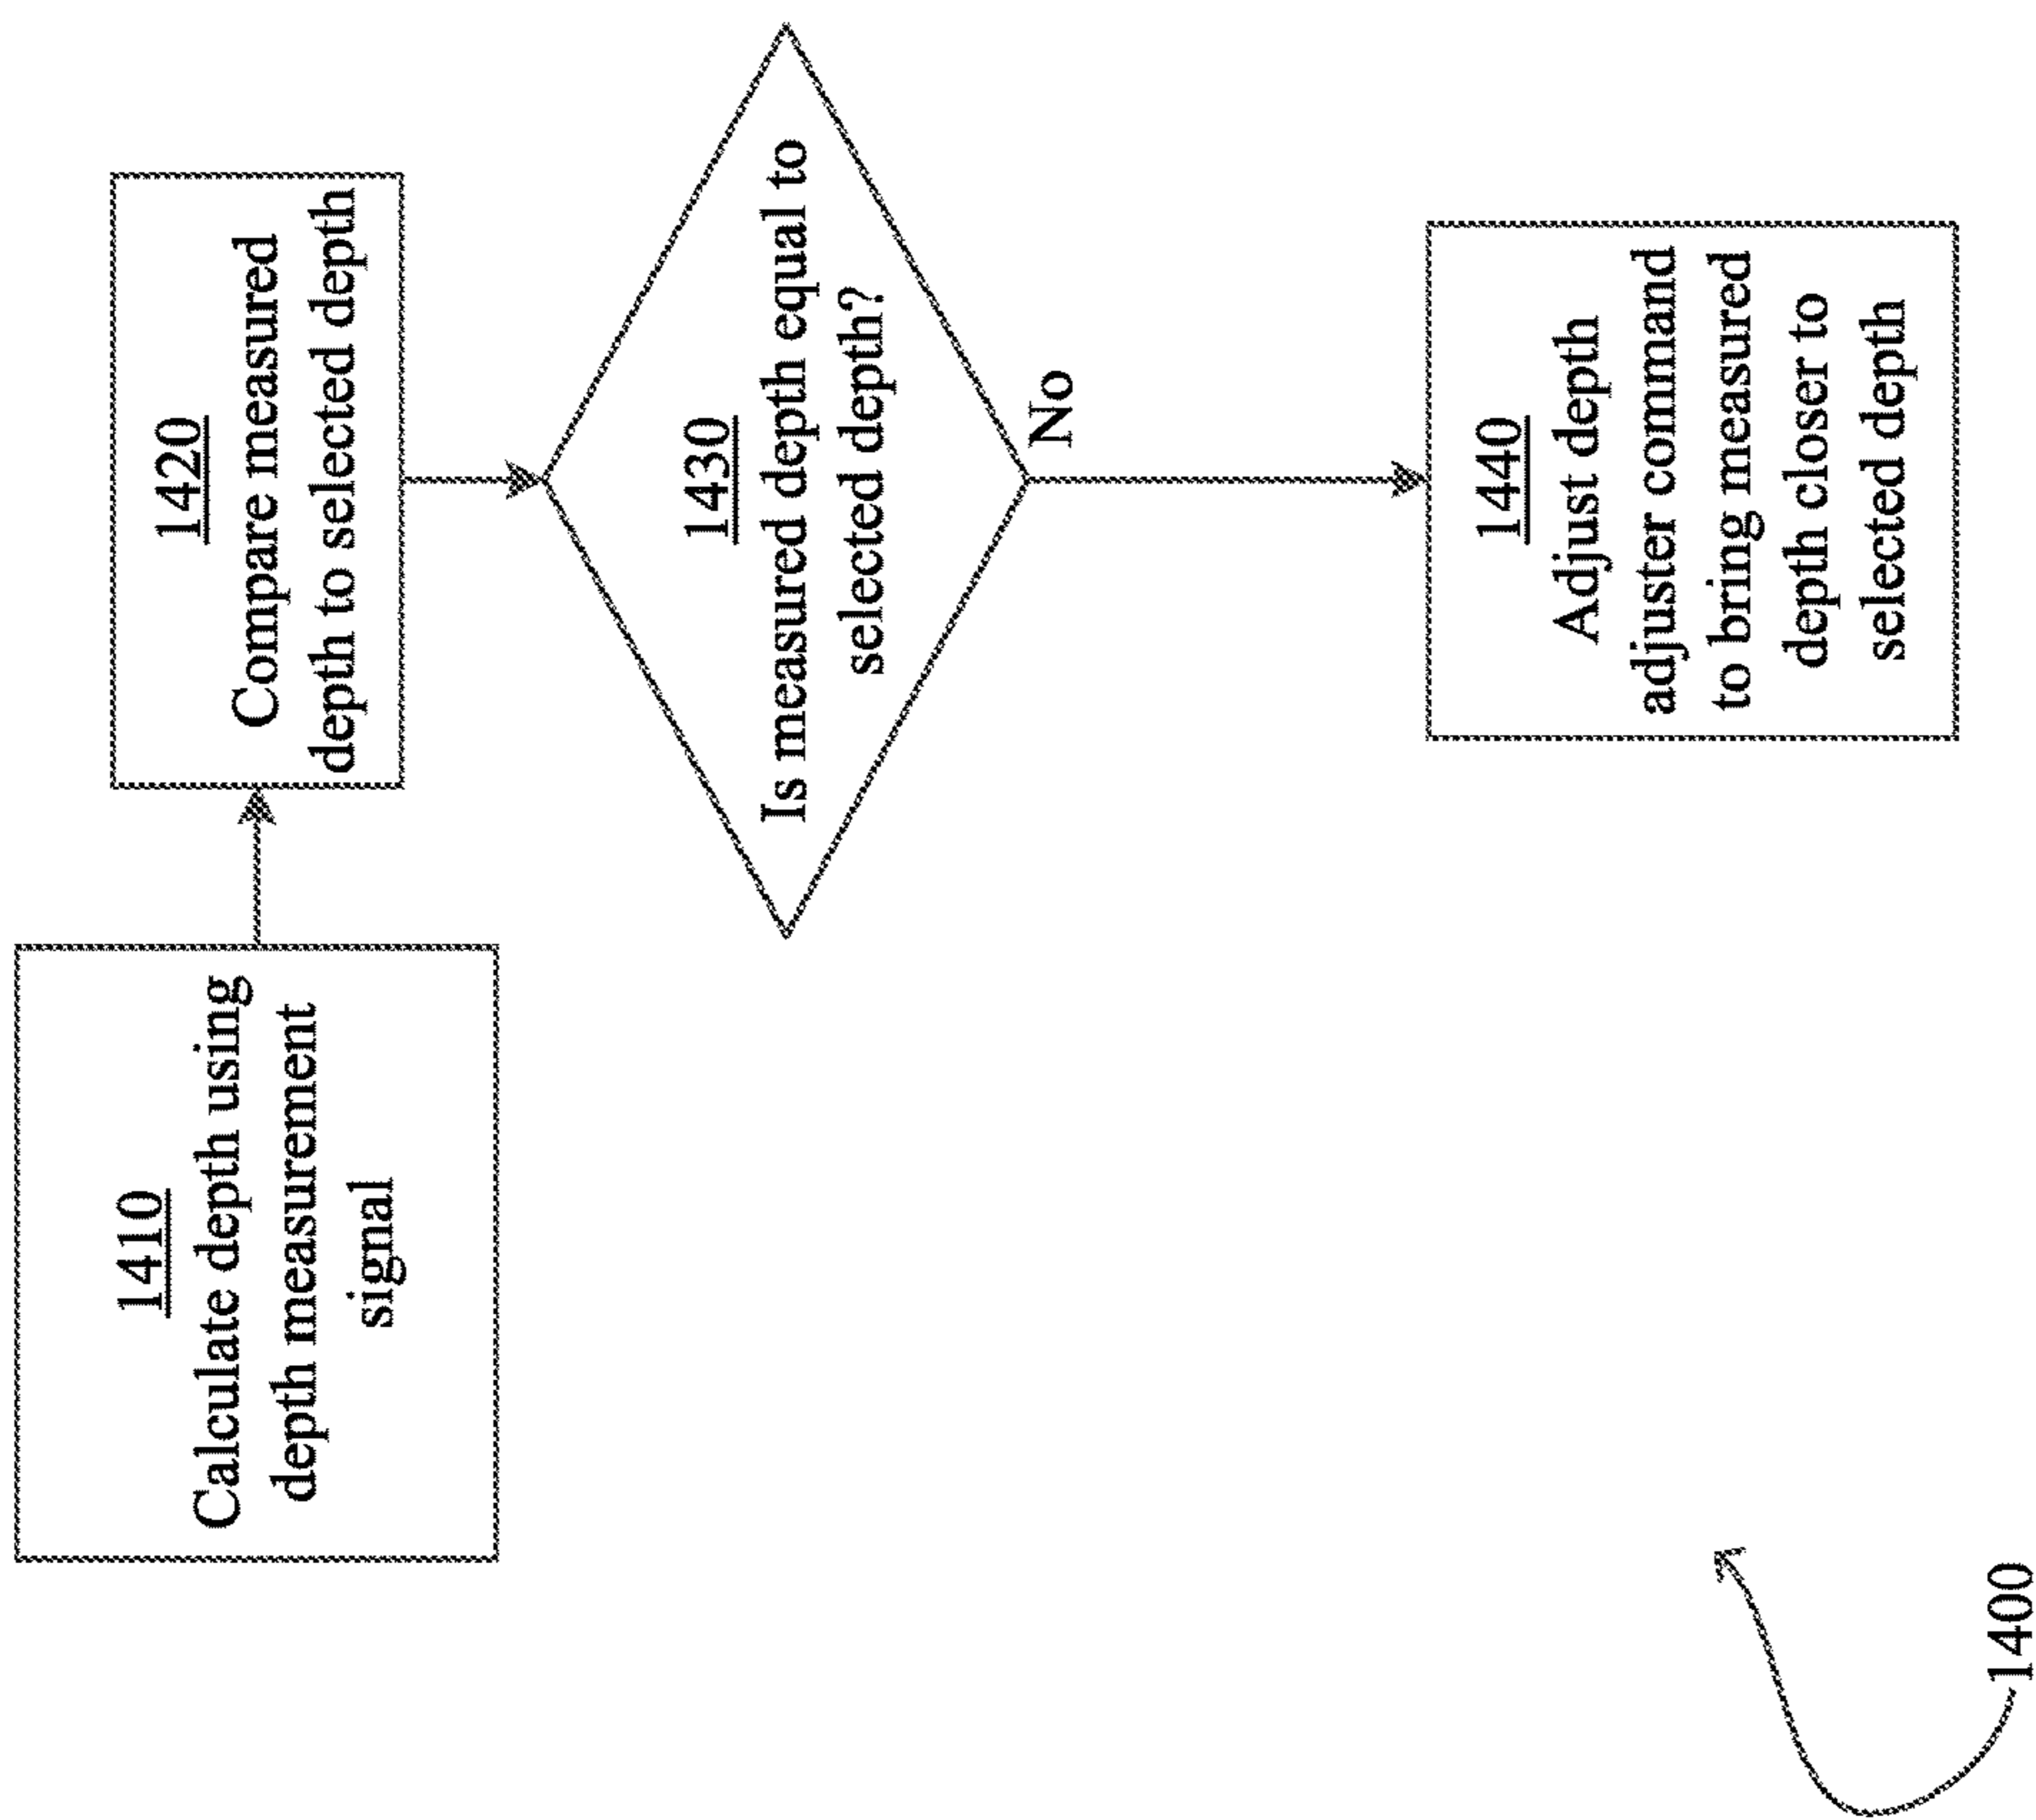 1410
Calculate depth using
depth measurement
signal
1420
Compare measured
depth to selected depth
1430
Is measured depth equal to
selected depth?
No
1440
Adjust depth
adjuster command
to bring measured
depth closer to
selected depth
1400